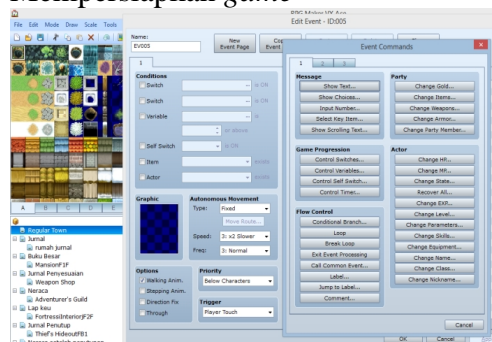 Mempersiapkan game
RPG Maker VX Ace
Edit Event - ID:005
File Edit Mode Draw Scale Tools
Name:
EV005
New
Event Page
1
Conditions
Switch
is ON
Switch
is ON
Variable
is
or above
Self Switch
is ON
Item
exists
Actor
exists
Graphic
Autonomous Movement
Type: Fixed
Move Route...
Speed: 3: x2 Slower
Freq: 3: Normal
Options
Walking Anim.
Stepping Anim.
Direction Fix
Through
Priority
Below Characters
Trigger
Player Touch
Event Commands
1 2 3
Message
Show Text...
Show Choices...
Input Number...
Select Key Item...
Show Scrolling Text...
Game Progression
Control Switches...
Control Variables...
Control Self Switch...
Control Timer...
Flow Control
Conditional Branch...
Loop
Break Loop
Exit Event Processing
Call Common Event...
Label...
Jump to Label...
Comment...
Party
Change Gold...
Change Items...
Change Weapons...
Change Armor...
Change Party Member...
Actor
Change HP...
Change MP...
Change State...
Recover All...
Change EXP...
Change Level...
Change Parameters...
Change Skills...
Change Equipment...
Change Name...
Change Class...
Change Nickname...
Cancel
OK Cancel
A B C D E
Regular Town
Jurnal
rumah jurnal
Buku Besar
MansionF1F
Jurnal Penyesuaian
Weapon Shop
Neraca
Adventurer's Guild
Lap keu
FortressInteriorJF2F
Jurnal Penutup
Thief's HideoutFB1